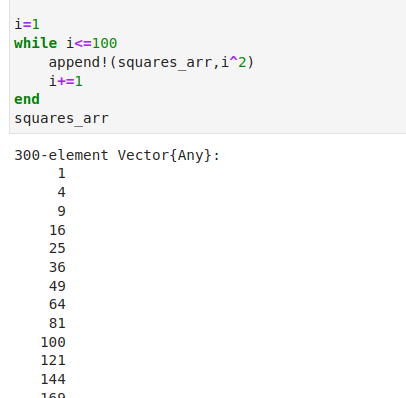 i=1
while i<=100
    append!(squares_arr,i^2)
    i+=1
end
squares_arr
300-element Vector{Any}:
1
4
9
16
25
36
49
64
81
100
121
144
169